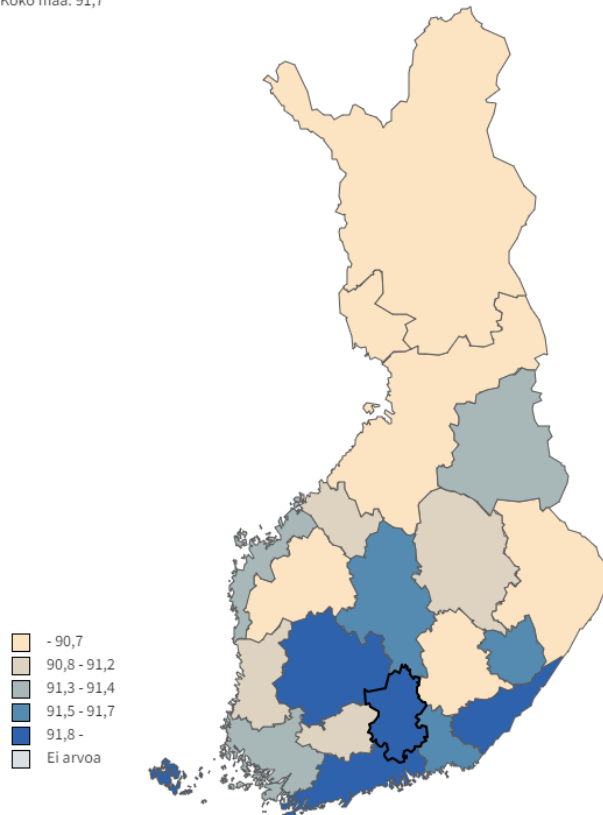 Koko maa: 91,7
- 90,7
90,8 - 91,2
91,3 - 91,4
91,5 - 91,7
91,8 -
Ei arvoa